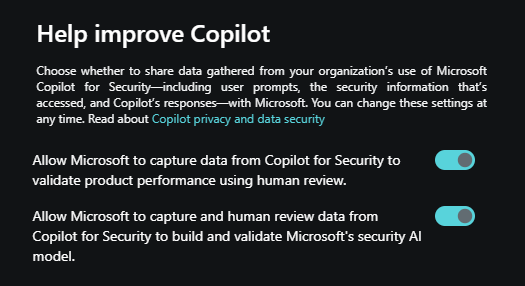 Help improve Copilot
Choose whether to share data gathered from your organization's use of Microsoft
Copilot for Security—including user prompts, the security information that's
accessed, and Copilot's responses—with Microsoft. You can change these settings at
any time. Read about Copilot privacy and data security
Allow Microsoft to capture data from Copilot for Security to
validate product performance using human review.
Allow Microsoft to capture and human review data from
Copilot for Security to build and validate Microsoft's security AI
model.